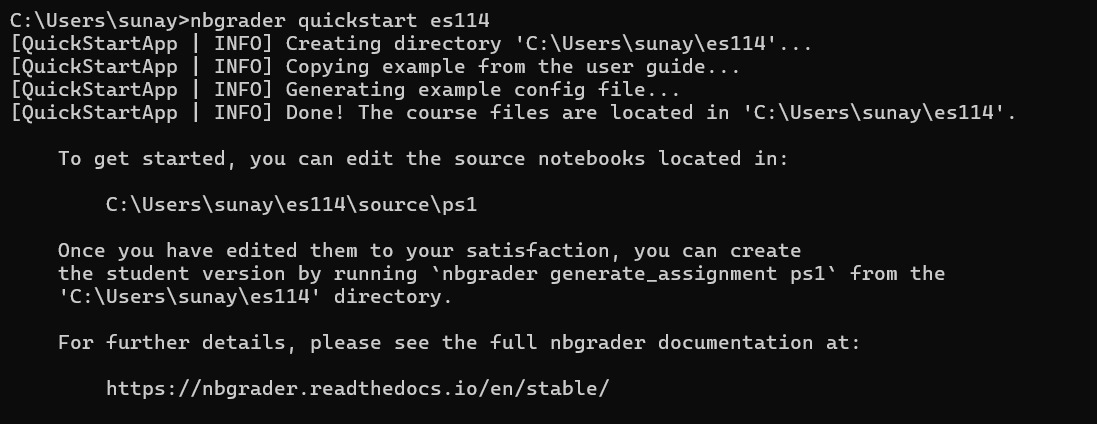 C:\Users\sunay>nbgrader quickstart es114
[QuickStartApp | INFO] Creating directory 'C:\Users\sunay\es114'...
[QuickStartApp | INFO] Copying example from the user guide...
[QuickStartApp | INFO] Generating example config file...
[QuickStartApp | INFO] Done! The course files are located in 'C:\Users\sunay\es114'.
To get started, you can edit the source notebooks located in:
C:\Users\sunay\es114\source\ps1
Once you have edited them to your satisfaction, you can create
the student version by running `nbgrader generate_assignment ps1` from the
'C:\Users\sunay\es114' directory.
For further details, please see the full nbgrader documentation at:
https://nbgrader.readthedocs.io/en/stable/